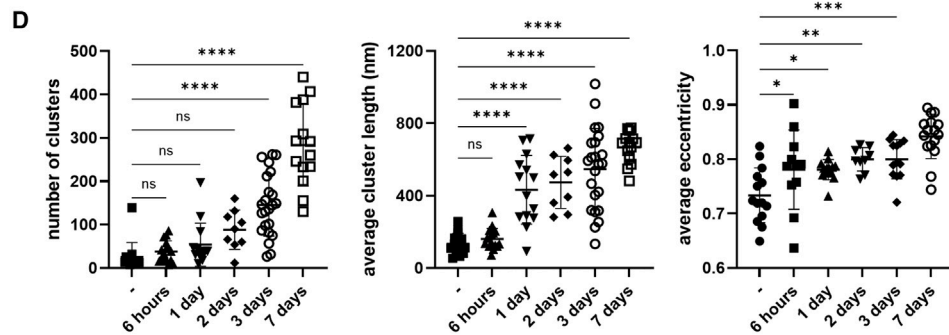 D
number of clusters
500
400
300
200
100
0
ns
ns
ns
****
****
-
6 hours
1 day
2 days
3 days
7 days
average cluster length (nm)
1200
800
400
0
ns
****
****
****
****
-
6 hours
1 day
2 days
3 days
7 days
average eccentricity
1.0
0.9
0.8
0.7
0.6
*
*
**
***
-
6 hours
1 day
2 days
3 days
7 days